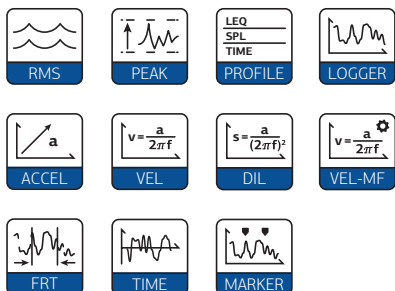 RMS
PEAK
LEQ
SPL
TIME
PROFILE
LOGGER
a
ACCEL
v = a / 2πf
VEL
s = a / (2πf)²
DIL
v = a / 2πf
VEL-MF
FRT
TIME
MARKER